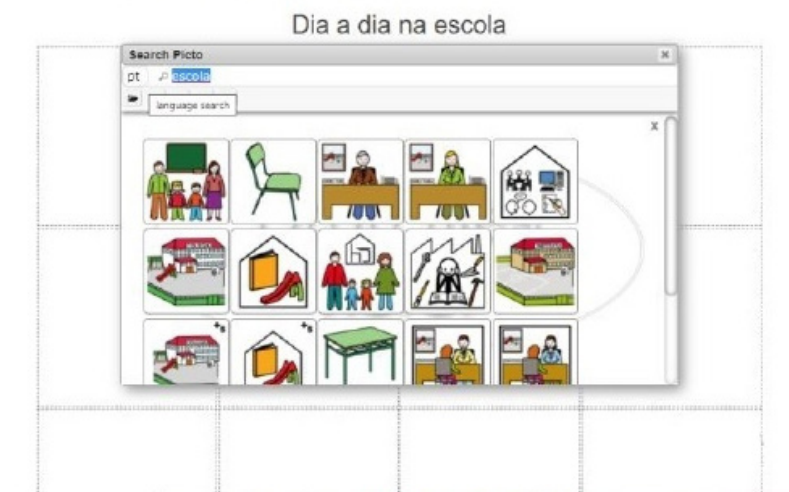 Dia a dia na escola
Search Picto
pt
escola
language search
x
+s
+s